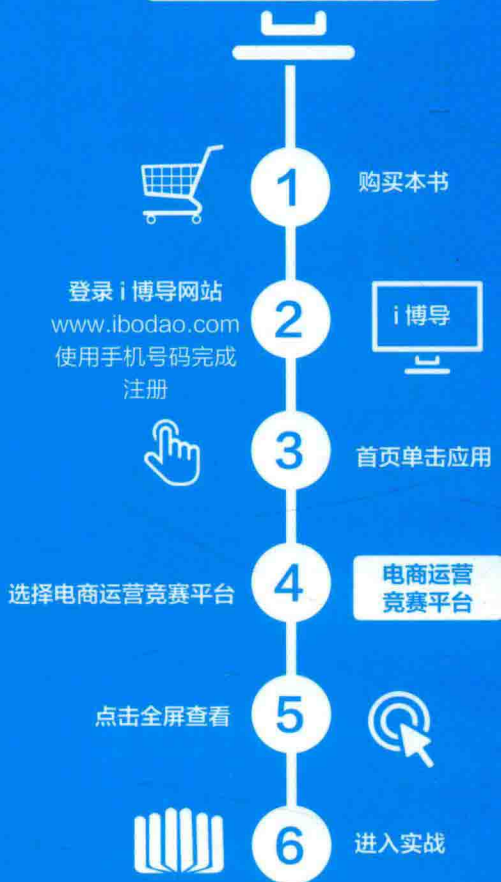 1
购买本书
登录i博导网站
www.ibodao.com
使用手机号码完成
注册
2
i博导
3
首页单击应用
选择电商运营竞赛平台
4
电商运营
竞赛平台
点击全屏查看
5
6
进入实战